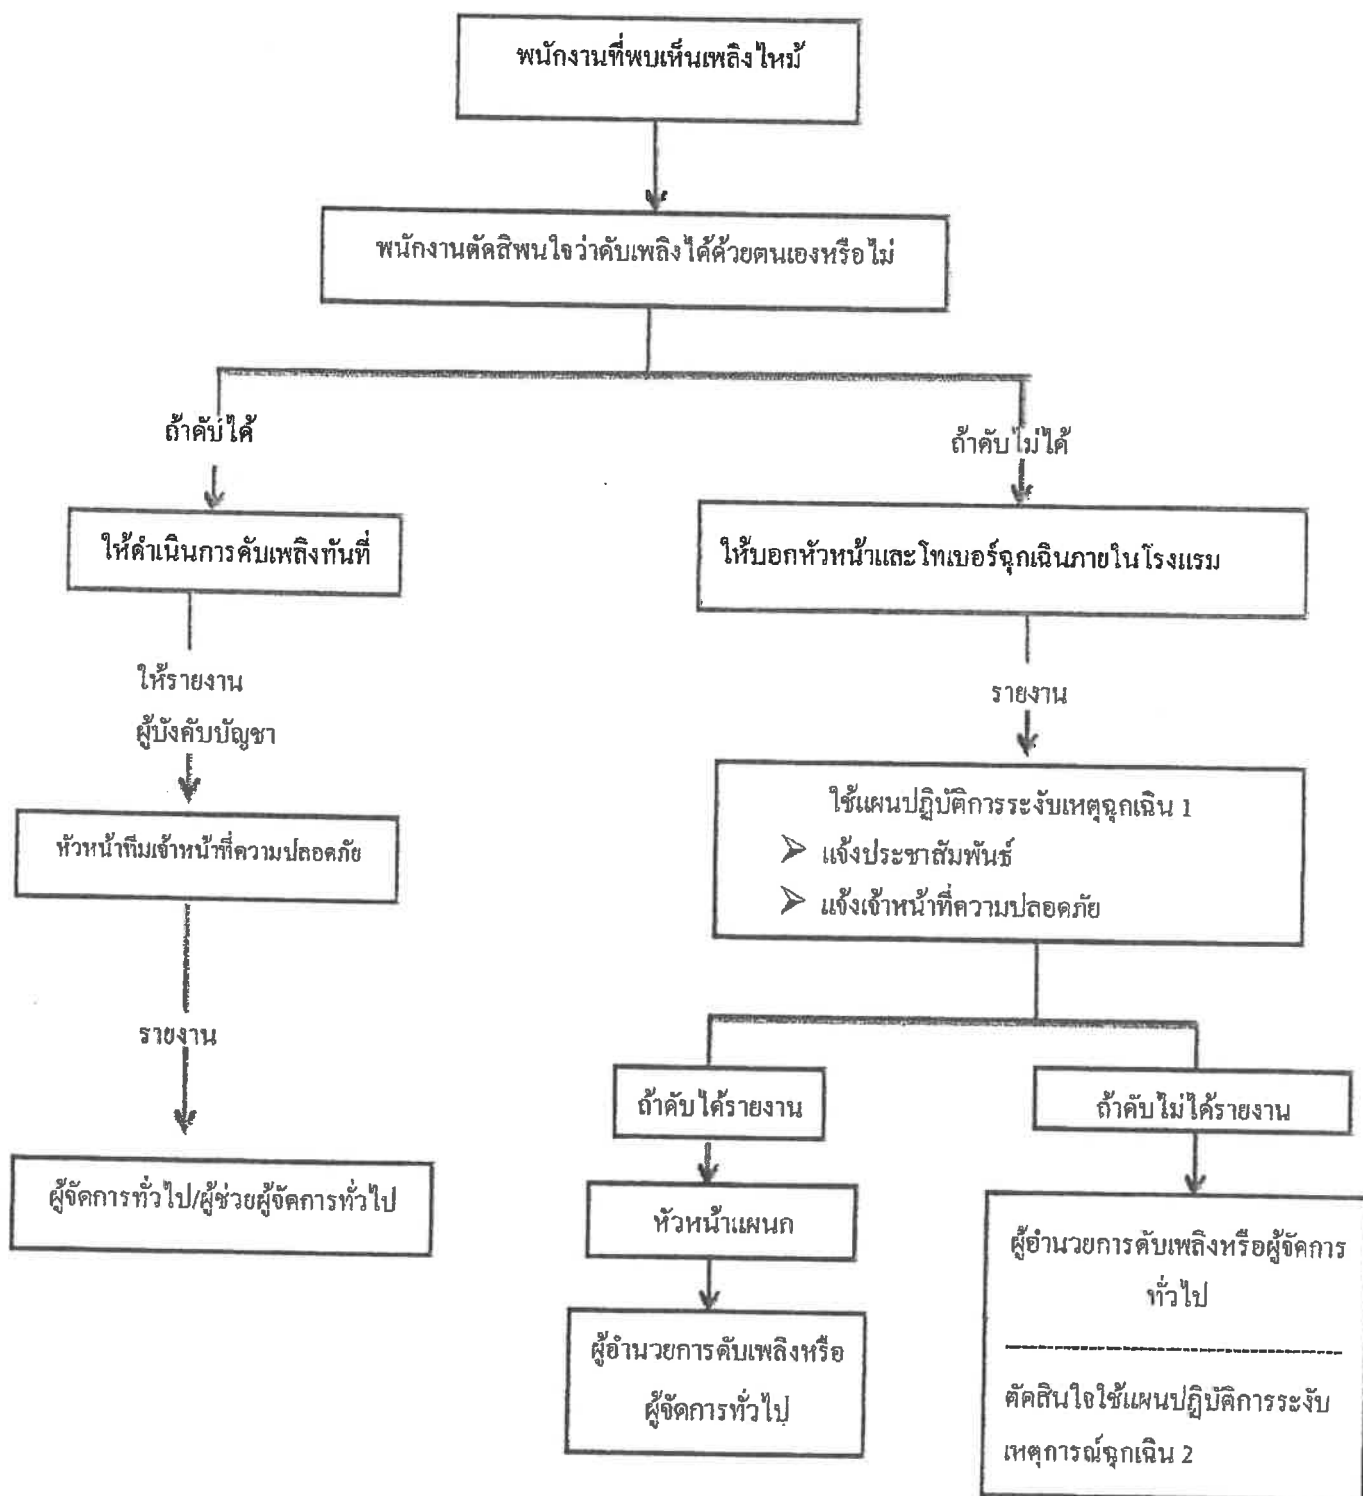 พนักงานที่พบเห็นเพลิงไหม้
พนักงานตัดสิพนใจว่าดับเพลิงได้ด้วยตนเองหรือไม่
ถ้าดับได้
ถ้าดับไม่ได้
ให้ดำเนินการดับเพลิงทันที่
ให้บอกหัวหน้าและโทเบอร์ฉุกเฉินภายในโรงแรม
ให้รายงาน
ผู้บังคับบัญชา
รายงาน
หัวหน้าทีมเจ้าหน้าที่ความปลอดภัย
ใช้แผนปฏิบัติการระงับเหตุฉุกเฉิน 1
➢ แจ้งประชาสัมพันธ์
➢ แจ้งเจ้าหน้าที่ความปลอดภัย
รายงาน
ถ้าดับได้รายงาน
ถ้าดับไม่ได้รายงาน
ผู้จัดการทั่วไป/ผู้ช่วยผู้จัดการทั่วไป
หัวหน้าแผนก
ผู้อำนวยการดับเพลิงหรือ
ผู้จัดการทั่วไป
ผู้อำนวยการดับเพลิงหรือผู้จัดการ
ทั่วไป
ตัดสินใจใช้แผนปฏิบัติการระงับ
เหตุการณ์ฉุกเฉิน 2